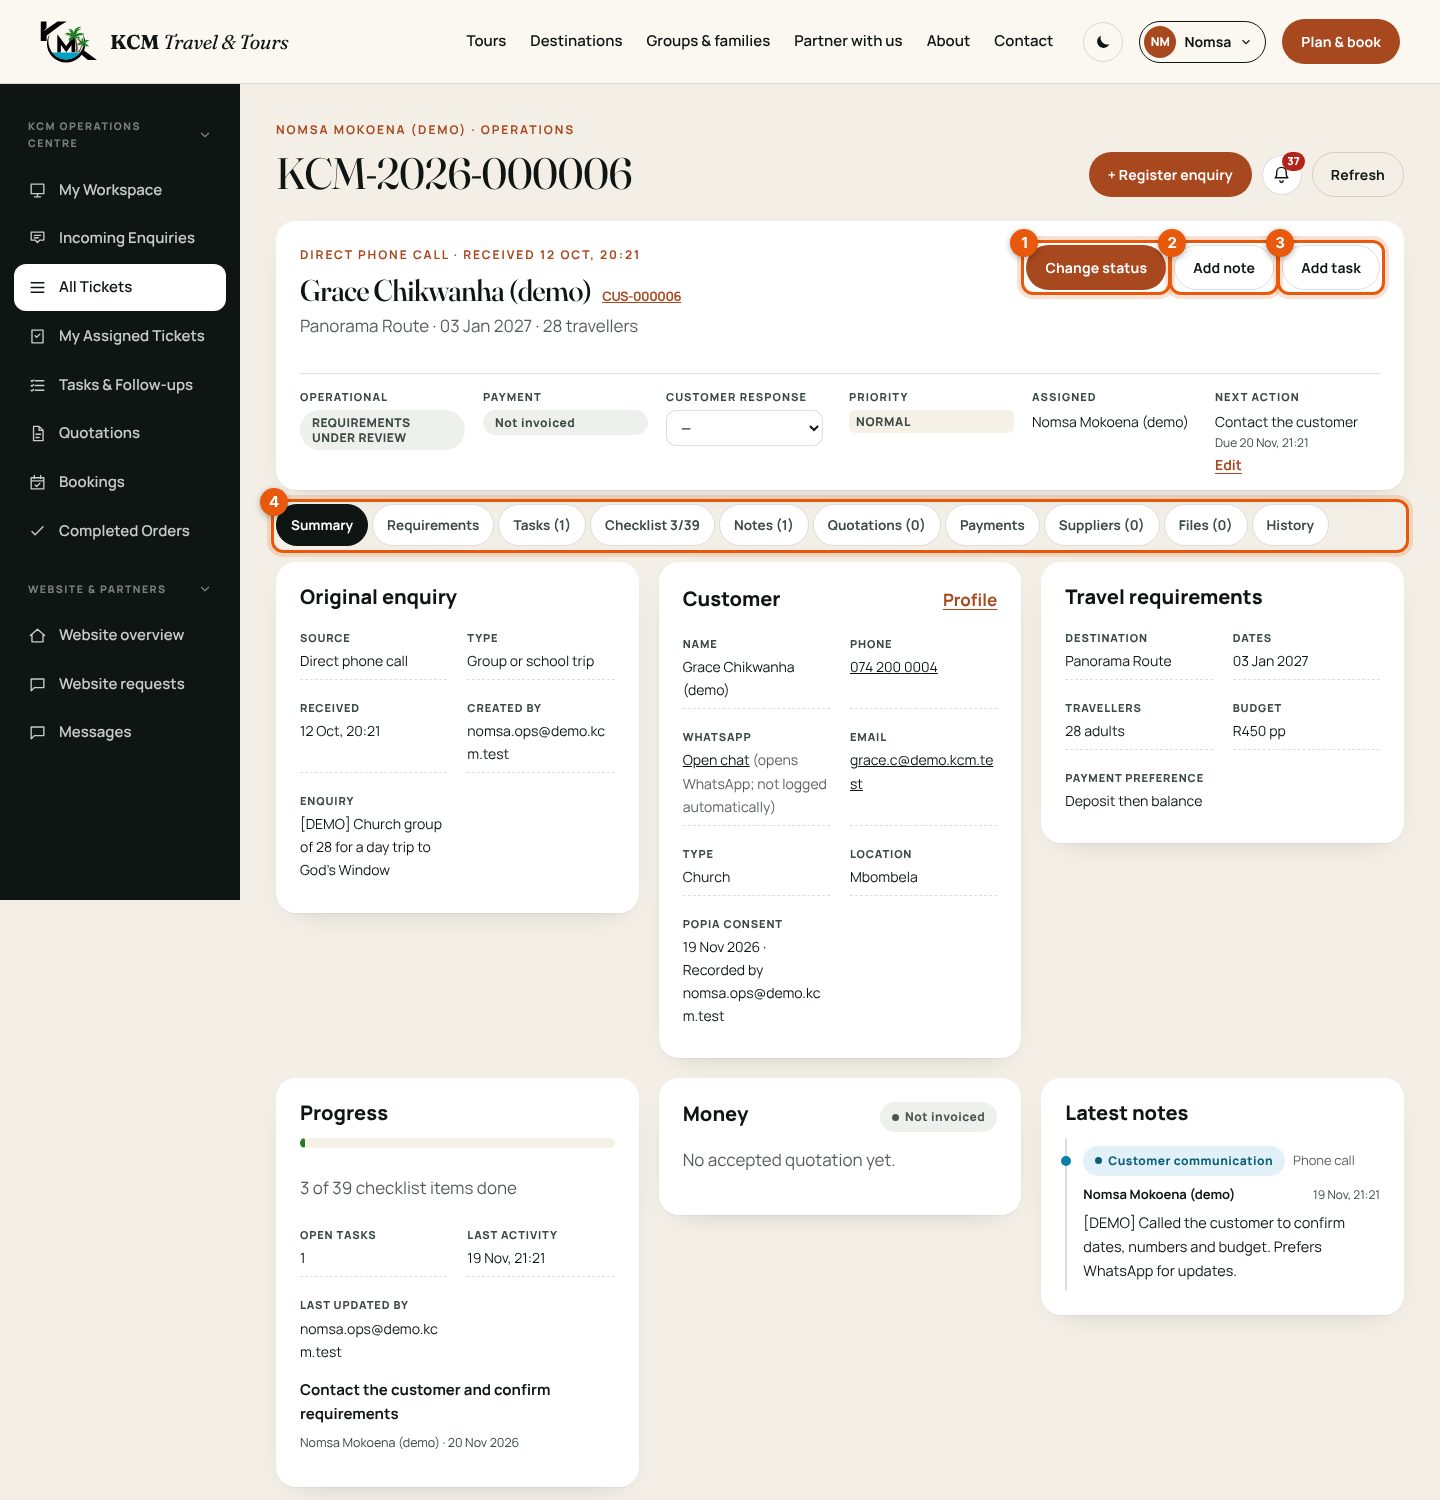 KCM Travel & Tours
Tours
Destinations
Groups & families
Partner with us
About
Contact
NM
Nomsa
Plan & book
KCM OPERATIONS
CENTRE
My Workspace
Incoming Enquiries
All Tickets
My Assigned Tickets
Tasks & Follow-ups
Quotations
Bookings
Completed Orders
WEBSITE & PARTNERS
Website overview
Website requests
Messages
NOMSA MOKOENA (DEMO) · OPERATIONS
KCM-2026-000006
+ Register enquiry
37
Refresh
DIRECT PHONE CALL · RECEIVED 12 OCT, 20:21
Grace Chikwanha (demo) CUS-000006
Panorama Route · 03 Jan 2027 · 28 travellers
1
Change status
2
Add note
3
Add task
OPERATIONAL
REQUIREMENTS
UNDER REVIEW
PAYMENT
Not invoiced
CUSTOMER RESPONSE
—
PRIORITY
NORMAL
ASSIGNED
Nomsa Mokoena (demo)
NEXT ACTION
Contact the customer
Due 20 Nov, 21:21
Edit
4
Summary
Requirements
Tasks (1)
Checklist 3/39
Notes (1)
Quotations (0)
Payments
Suppliers (0)
Files (0)
History
Original enquiry
SOURCE
Direct phone call
TYPE
Group or school trip
RECEIVED
12 Oct, 20:21
CREATED BY
nomsa.ops@demo.kc
m.test
ENQUIRY
[DEMO] Church group
of 28 for a day trip to
God's Window
Customer
Profile
NAME
Grace Chikwanha
(demo)
PHONE
074 200 0004
WHATSAPP
Open chat (opens
WhatsApp; not logged
automatically)
EMAIL
grace.c@demo.kcm.te
st
TYPE
Church
LOCATION
Mbombela
POPIA CONSENT
19 Nov 2026 ·
Recorded by
nomsa.ops@demo.kc
m.test
Travel requirements
DESTINATION
Panorama Route
DATES
03 Jan 2027
TRAVELLERS
28 adults
BUDGET
R450 pp
PAYMENT PREFERENCE
Deposit then balance
Progress
3 of 39 checklist items done
OPEN TASKS
1
LAST ACTIVITY
19 Nov, 21:21
LAST UPDATED BY
nomsa.ops@demo.kc
m.test
Contact the customer and confirm
requirements
Nomsa Mokoena (demo) · 20 Nov 2026
Money
Not invoiced
No accepted quotation yet.
Latest notes
Customer communication
Phone call
Nomsa Mokoena (demo)
19 Nov, 21:21
[DEMO] Called the customer to confirm
dates, numbers and budget. Prefers
WhatsApp for updates.